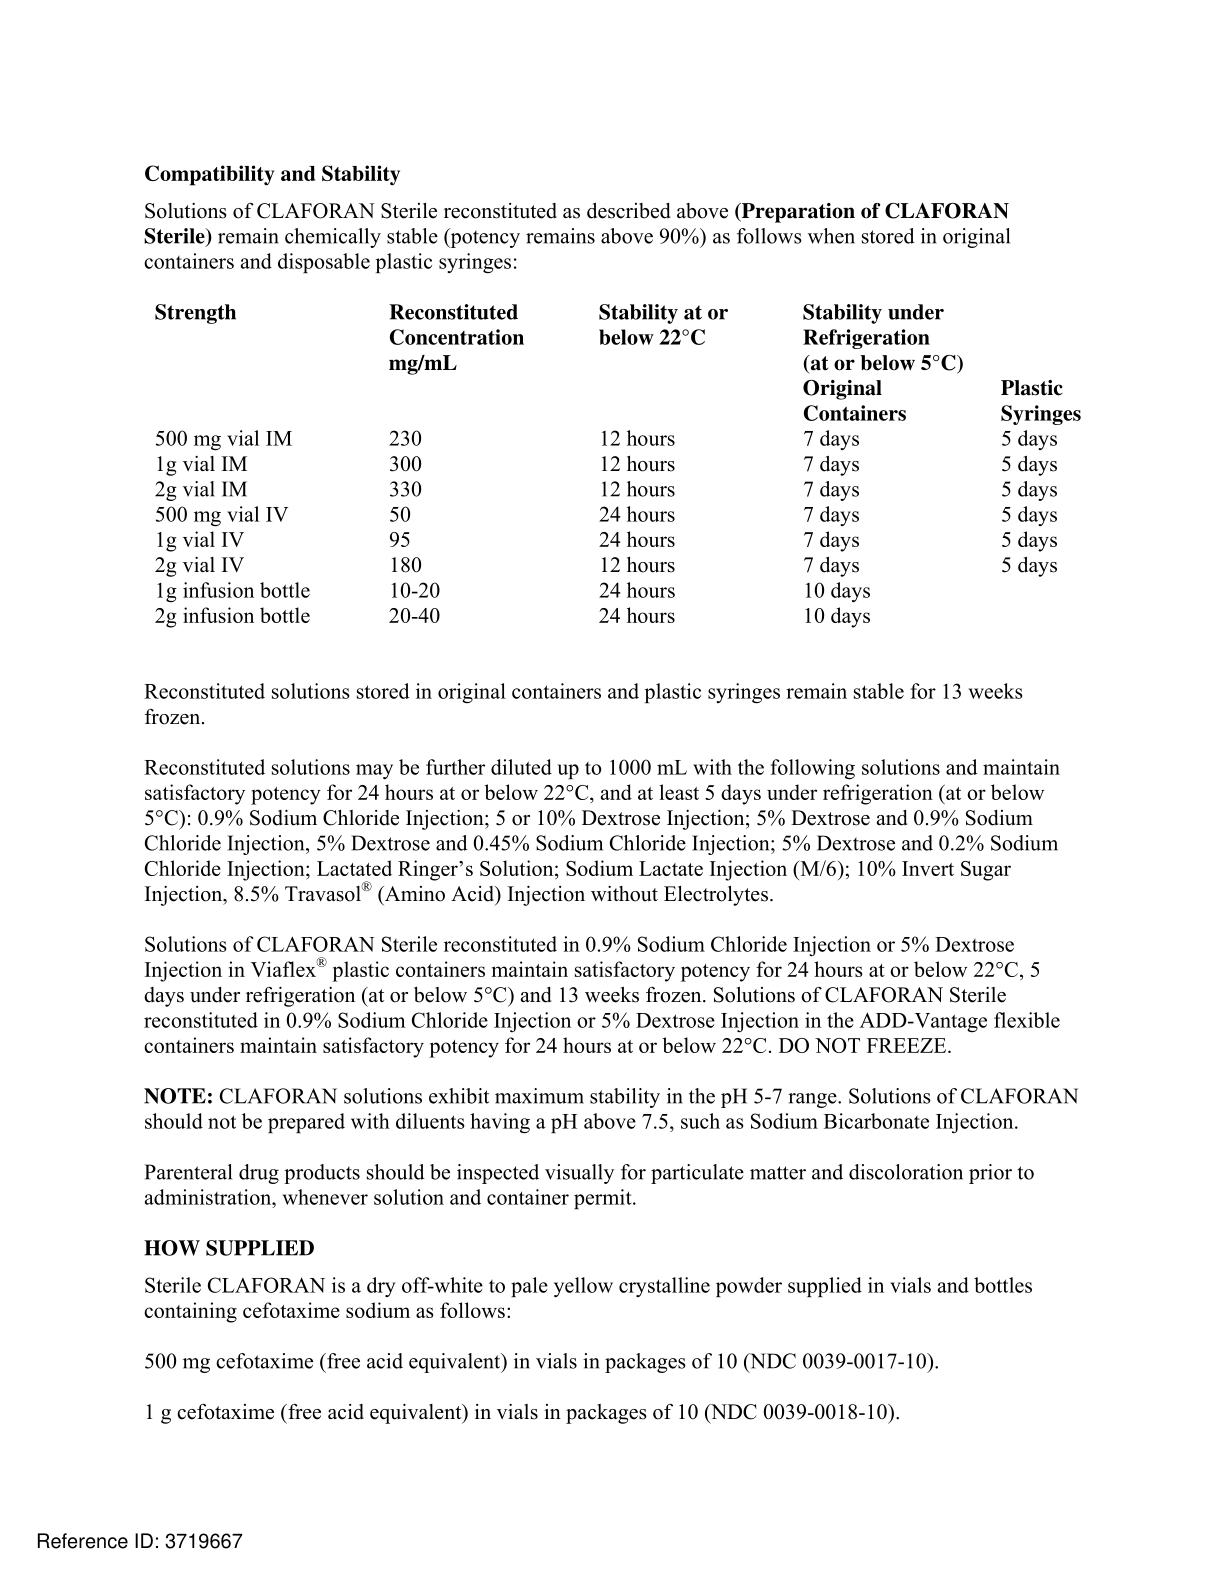 Compatibility and Stability
Solutions of CLAFORAN Sterile reconstituted as described above (Preparation of CLAFORAN
Sterile) remain chemically stable (potency remains above 90%) as follows when stored in original
containers and disposable plastic syringes:
Strength Reconstituted Stability at or Stability under
Concentration below 22°C Refrigeration
mg/mL (at or below 5°C)
Original Plastic
Containers Syringes
500 mg vial IM 230 12 hours 7 days 5 days
1g vial IM 300 12 hours 7 days 5 days
2g vial IM 330 12 hours 7 days 5 days
500 mg vial IV 50 24 hours 7 days 5 days
1g vial IV 95 24 hours 7 days 5 days
2g vial IV 180 12 hours 7 days 5 days
1g infusion bottle 10-20 24 hours 10 days
2g infusion bottle 20-40 24 hours 10 days
Reconstituted solutions stored in original containers and plastic syringes remain stable for 13 weeks
frozen.
Reconstituted solutions may be further diluted up to 1000 mL with the following solutions and maintain
satisfactory potency for 24 hours at or below 22°C, and at least 5 days under refrigeration (at or below
5°C): 0.9% Sodium Chloride Injection; 5 or 10% Dextrose Injection; 5% Dextrose and 0.9% Sodium
Chloride Injection, 5% Dextrose and 0.45% Sodium Chloride Injection; 5% Dextrose and 0.2% Sodium
Chloride Injection; Lactated Ringer’s Solution; Sodium Lactate Injection (M/6); 10% Invert Sugar
Injection, 8.5% Travasol® (Amino Acid) Injection without Electrolytes.
Solutions of CLAFORAN Sterile reconstituted in 0.9% Sodium Chloride Injection or 5% Dextrose
Injection in Viaflex® plastic containers maintain satisfactory potency for 24 hours at or below 22°C, 5
days under refrigeration (at or below 5°C) and 13 weeks frozen. Solutions of CLAFORAN Sterile
reconstituted in 0.9% Sodium Chloride Injection or 5% Dextrose Injection in the ADD-Vantage flexible
containers maintain satisfactory potency for 24 hours at or below 22°C. DO NOT FREEZE.
NOTE: CLAFORAN solutions exhibit maximum stability in the pH 5-7 range. Solutions of CLAFORAN
should not be prepared with diluents having a pH above 7.5, such as Sodium Bicarbonate Injection.
Parenteral drug products should be inspected visually for particulate matter and discoloration prior to
administration, whenever solution and container permit.
HOW SUPPLIED
Sterile CLAFORAN is a dry off-white to pale yellow crystalline powder supplied in vials and bottles
containing cefotaxime sodium as follows:
500 mg cefotaxime (free acid equivalent) in vials in packages of 10 (NDC 0039-0017-10).
1 g cefotaxime (free acid equivalent) in vials in packages of 10 (NDC 0039-0018-10).
Reference ID: 3719667